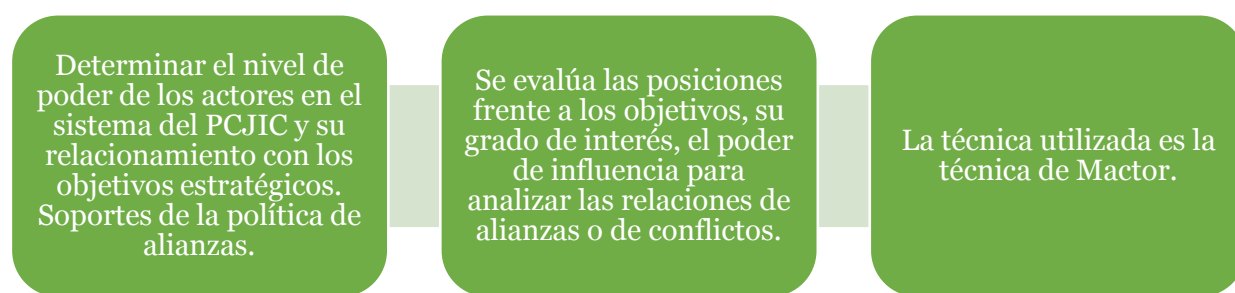 Determinar el nivel de
poder de los actores en el
sistema del PCJIC y su
relacionamiento con los
objetivos estratégicos.
Soportes de la política de
alianzas.
Se evalúa las posiciones
frente a los objetivos, su
grado de interés, el poder
de influencia para
analizar las relaciones de
alianzas o de conflictos.
La técnica utilizada es la
técnica de Mactor.